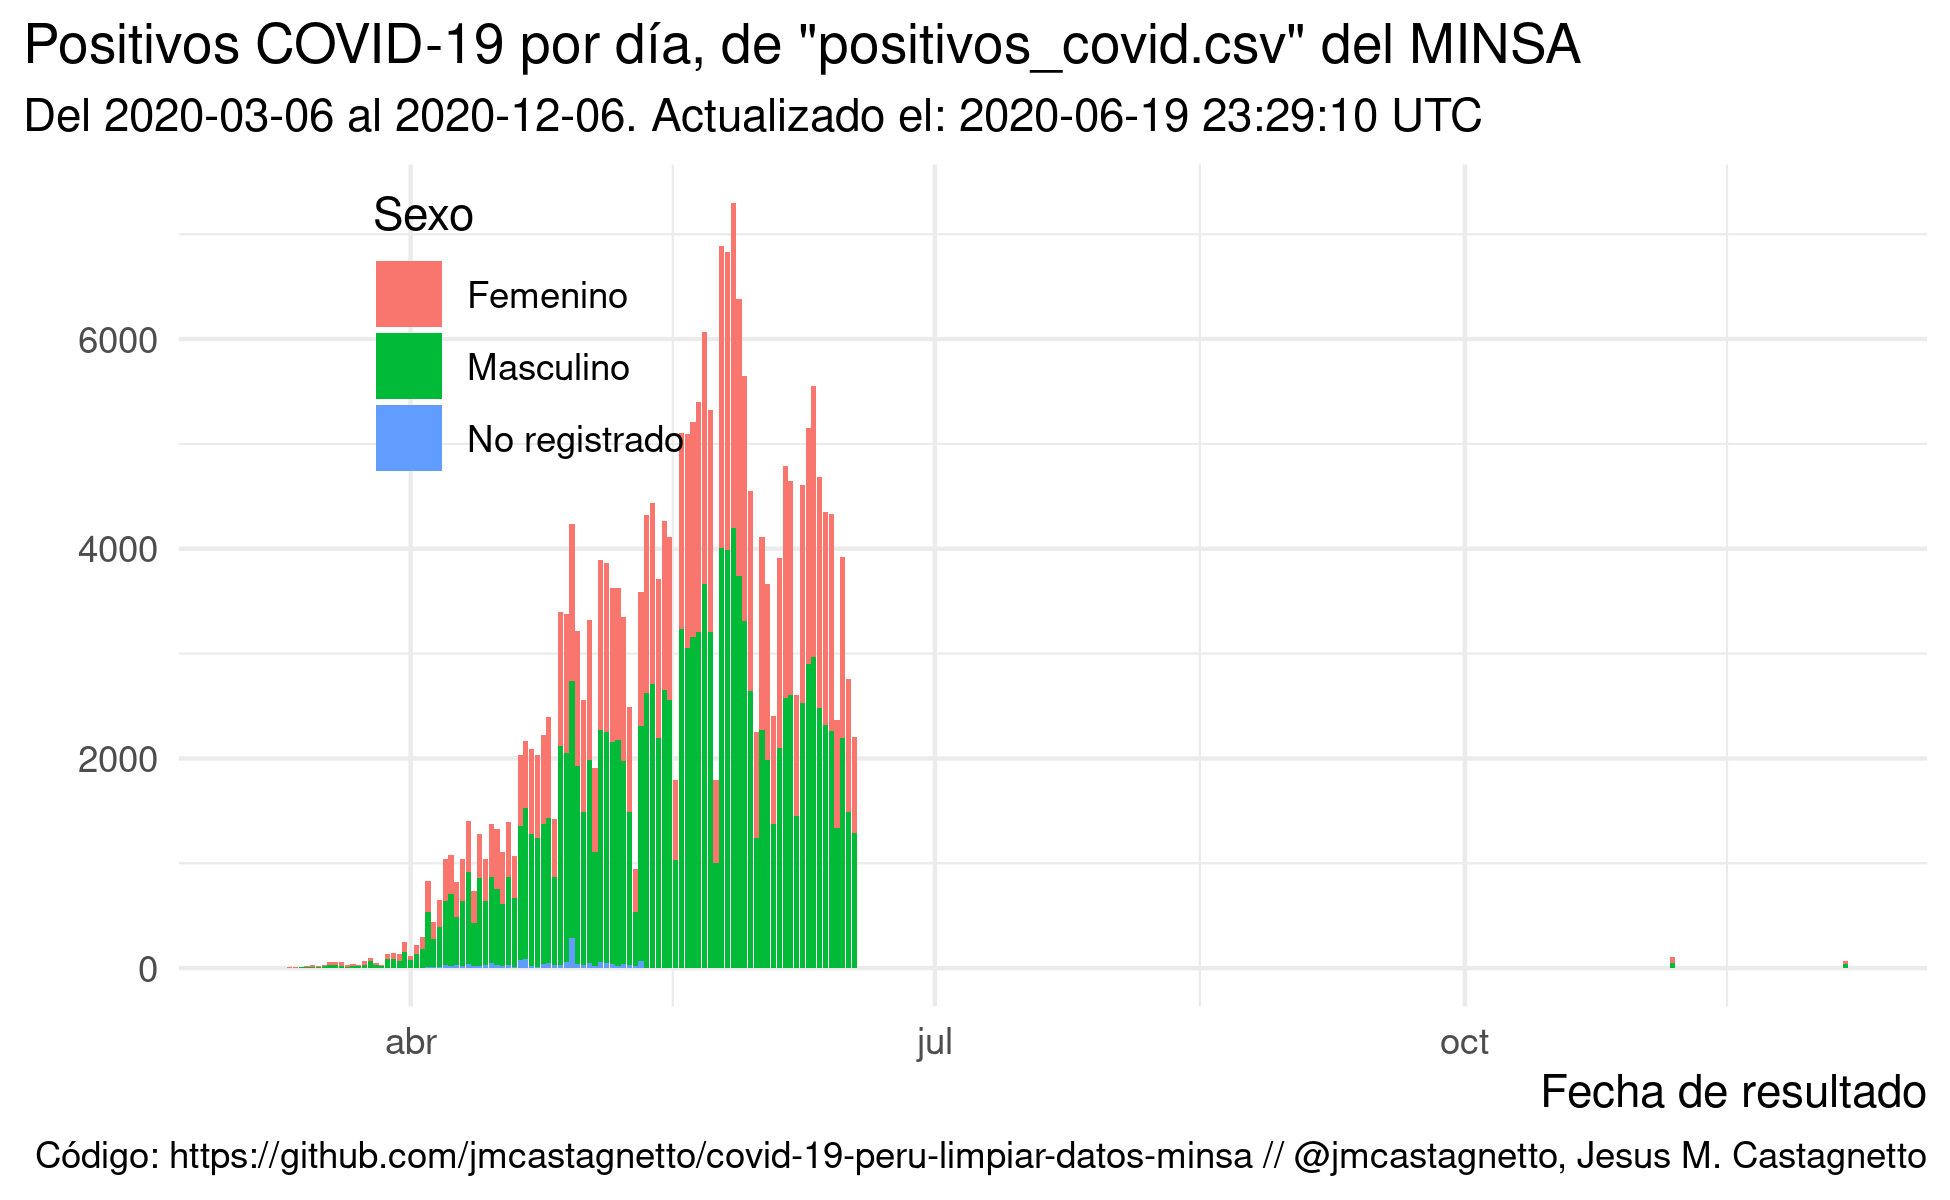 Positivos COVID-19 por día, de "positivos_covid.csv" del MINSA
Del 2020-03-06 al 2020-12-06. Actualizado el: 2020-06-19 23:29:10 UTC
Sexo
Femenino
Masculino
No registrado
6000
4000
2000
0
abr jul oct
Fecha de resultado
Código: https://github.com/jmcastagnetto/covid-19-peru-limpiar-datos-minsa // @jmcastagnetto, Jesus M. Castagnetto